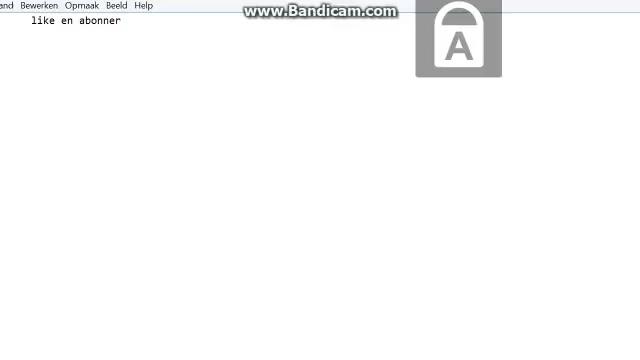 and Bewerken Opmaak Beeld Help
www.Bandicam.com
like en abonner
A